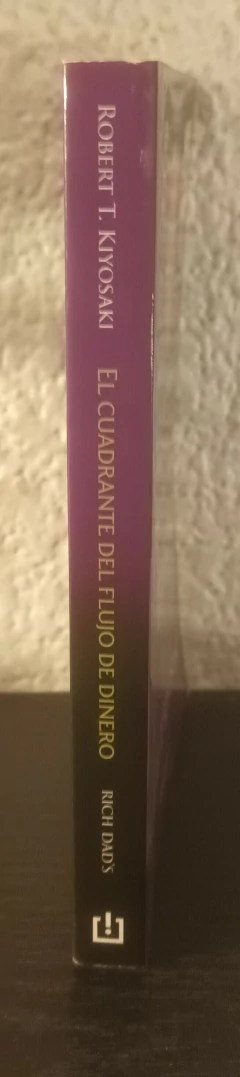 ROBERT T. KIYOSAKI
EL CUADRANTE DEL FLUJO DE DINERO
RICH DAD'S